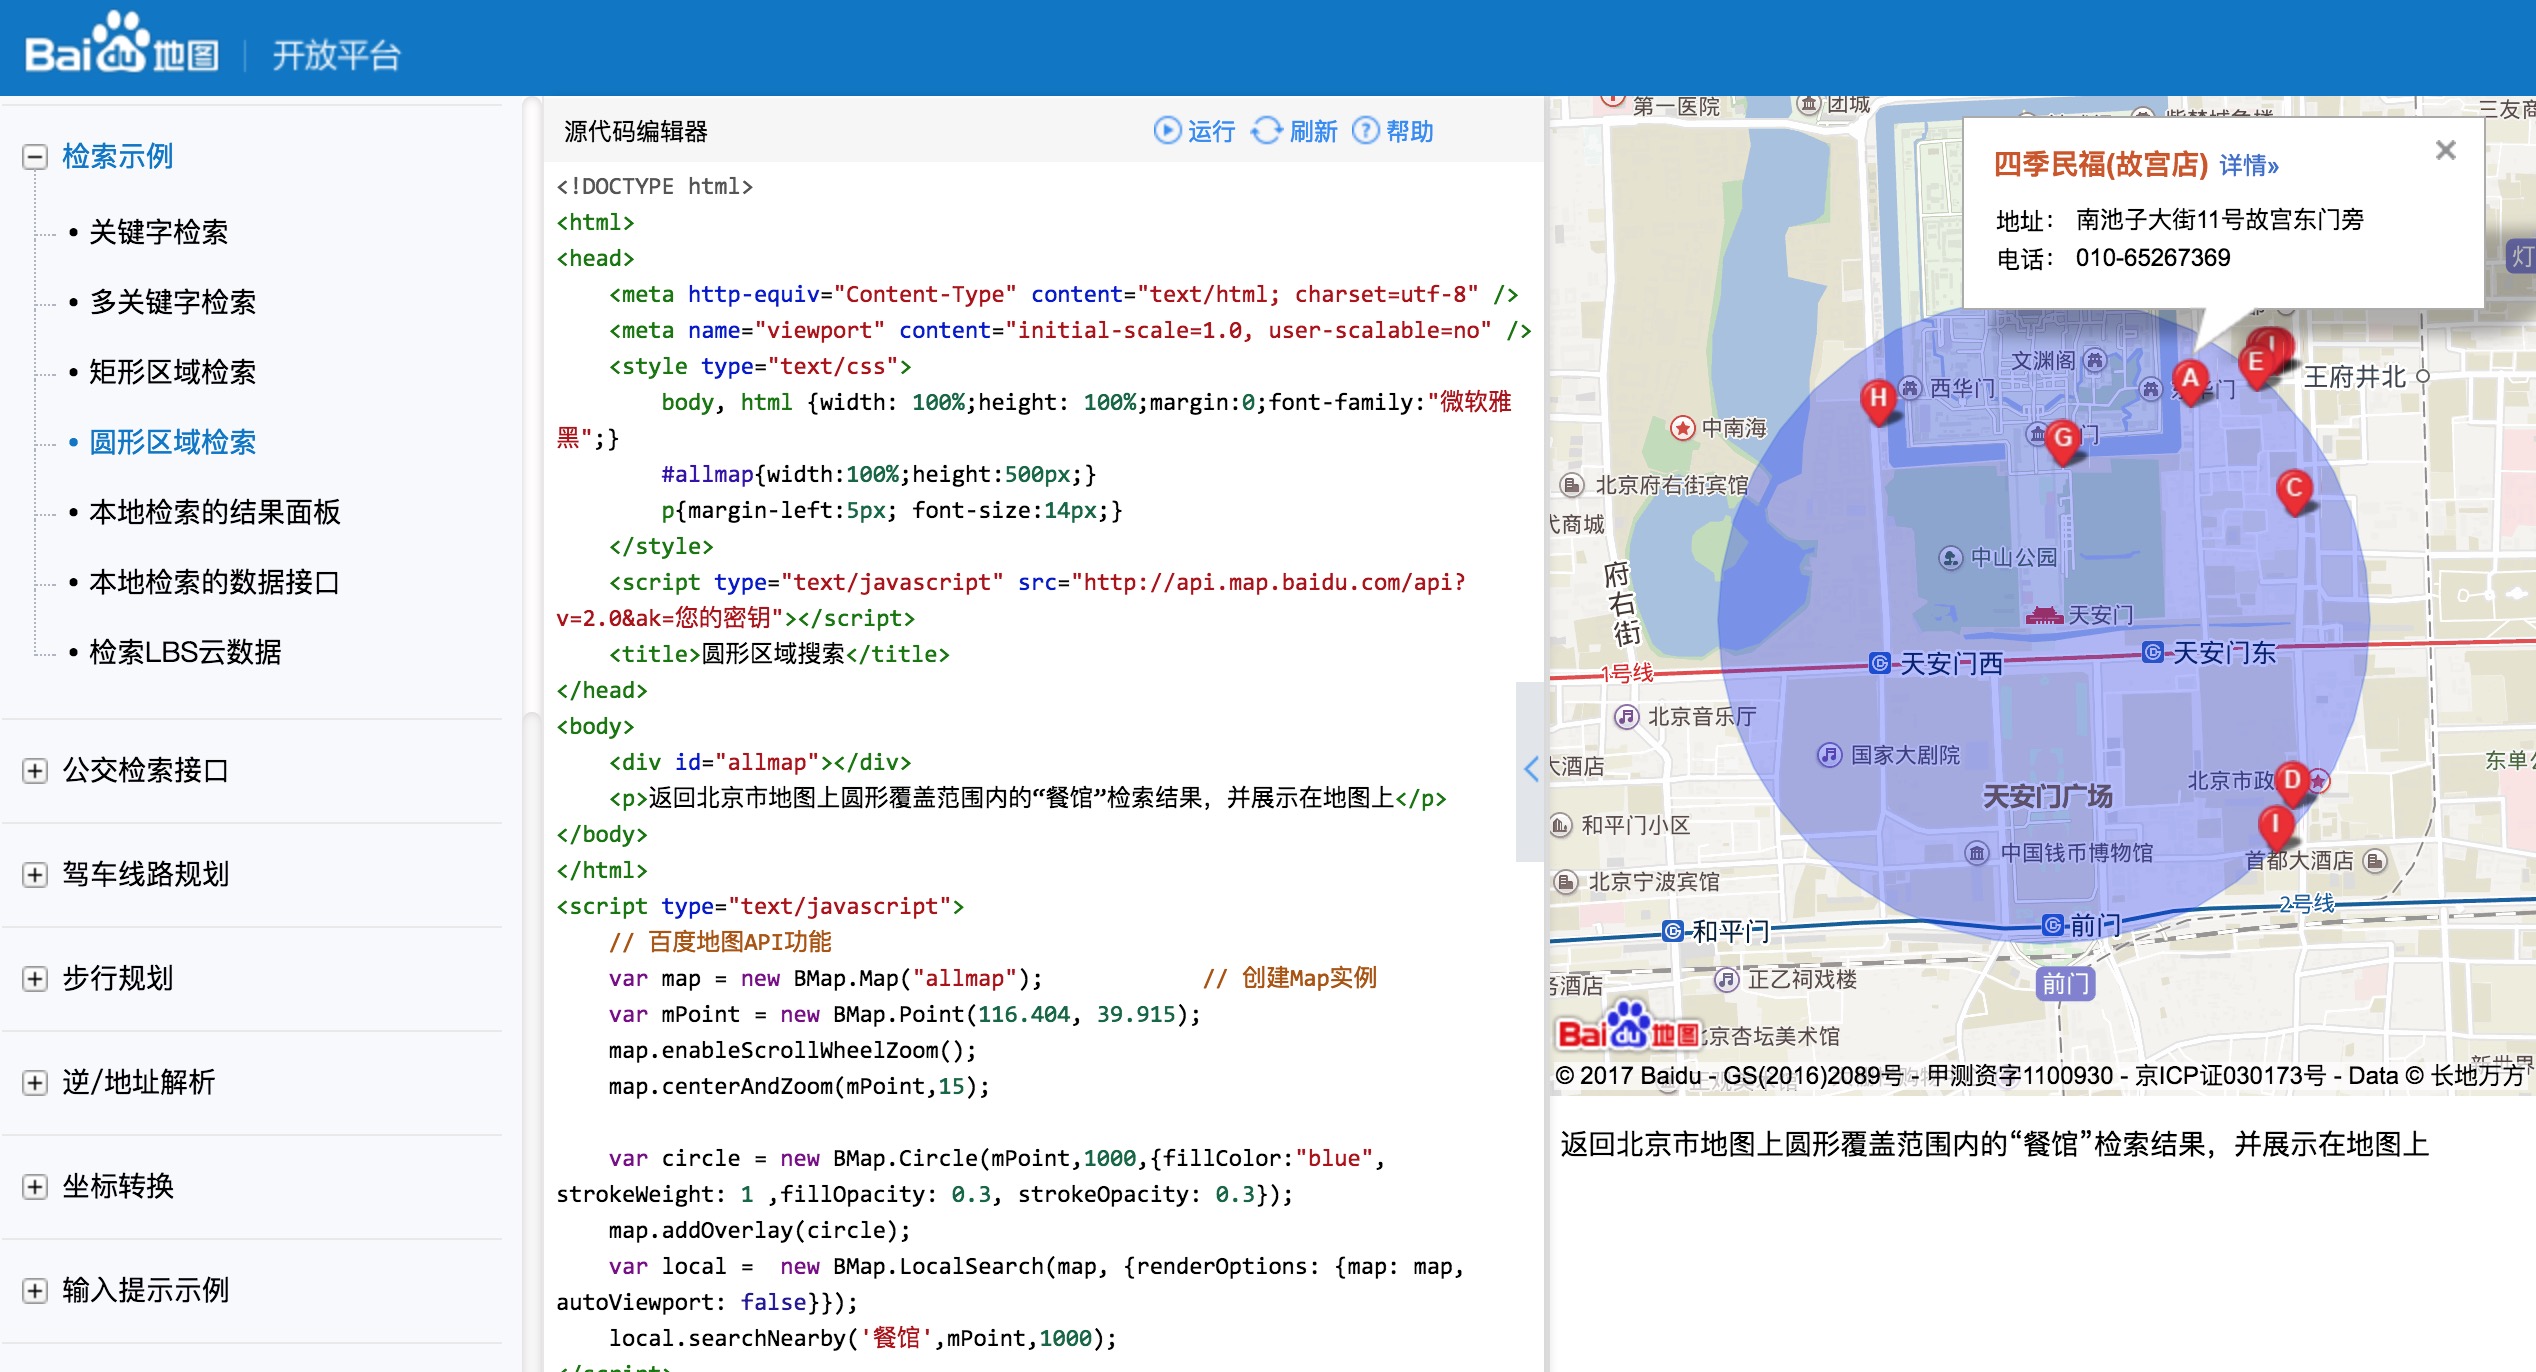 Bai du 地图 | 开放平台
检索示例
• 关键字检索
• 多关键字检索
• 矩形区域检索
• 圆形区域检索
• 本地检索的结果面板
• 本地检索的数据接口
• 检索LBS云数据
公交检索接口
驾车线路规划
步行规划
逆/地址解析
坐标转换
输入提示示例
源代码编辑器
运行 刷新 帮助
<!DOCTYPE html>
<html>
<head>
<meta http-equiv="Content-Type" content="text/html; charset=utf-8" />
<meta name="viewport" content="initial-scale=1.0, user-scalable=no" />
<style type="text/css">
body, html {width: 100%;height: 100%;margin:0;font-family:"微软雅
黑";}
#allmap{width:100%;height:500px;}
p{margin-left:5px; font-size:14px;}
</style>
<script type="text/javascript" src="http://api.map.baidu.com/api?
v=2.0&ak=您的密钥"></script>
<title>圆形区域搜索</title>
</head>
<body>
<div id="allmap"></div>
<p>返回北京市地图上圆形覆盖范围内的“餐馆”检索结果，并展示在地图上</p>
</body>
</html>
<script type="text/javascript">
// 百度地图API功能
var map = new BMap.Map("allmap"); // 创建Map实例
var mPoint = new BMap.Point(116.404, 39.915);
map.enableScrollWheelZoom();
map.centerAndZoom(mPoint,15);
var circle = new BMap.Circle(mPoint,1000,{fillColor:"blue",
strokeWeight: 1 ,fillOpacity: 0.3, strokeOpacity: 0.3});
map.addOverlay(circle);
var local =  new BMap.LocalSearch(map, {renderOptions: {map: map,
autoViewport: false}});
local.searchNearby('餐馆',mPoint,1000);
第一医院
团城
三友商
四季民福(故宫店) 详情»
地址： 南池子大街11号故宫东门旁
电话： 010-65267369
灯
文渊阁
西华门
H
A
E
王府井北
中南海
G
门
C
北京府右街宾馆
代商城
府右街
中山公园
天安门
天安门西
天安门东
1号线
北京音乐厅
国家大剧院
大酒店
东单公
北京市政
D
天安门广场
I
和平门小区
中国钱币博物馆
首都大酒店
北京宁波宾馆
2号线
和平门
前门
正乙祠戏楼
前门
酒店
Bai du 地图
京杏坛美术馆
新世界
© 2017 Baidu - GS(2016)2089号 - 甲测资字1100930 - 京ICP证030173号 - Data © 长地万方
返回北京市地图上圆形覆盖范围内的“餐馆”检索结果，并展示在地图上